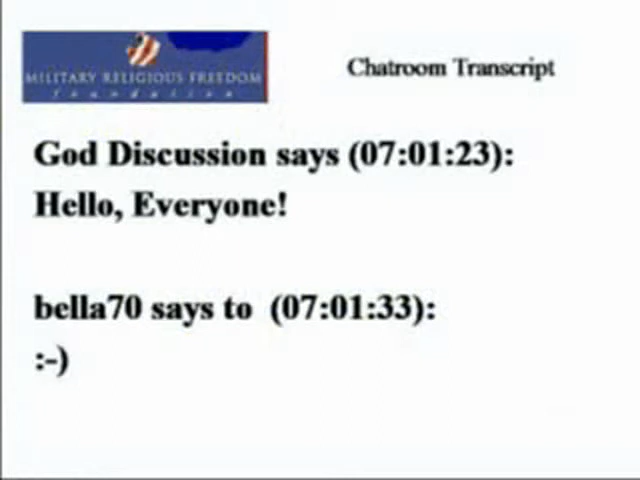 MILITARY RELIGIOUS FREEDOM
foundation
Chatroom Transcript
God Discussion says (07:01:23):
Hello, Everyone!
bella70 says to (07:01:33):
:-)